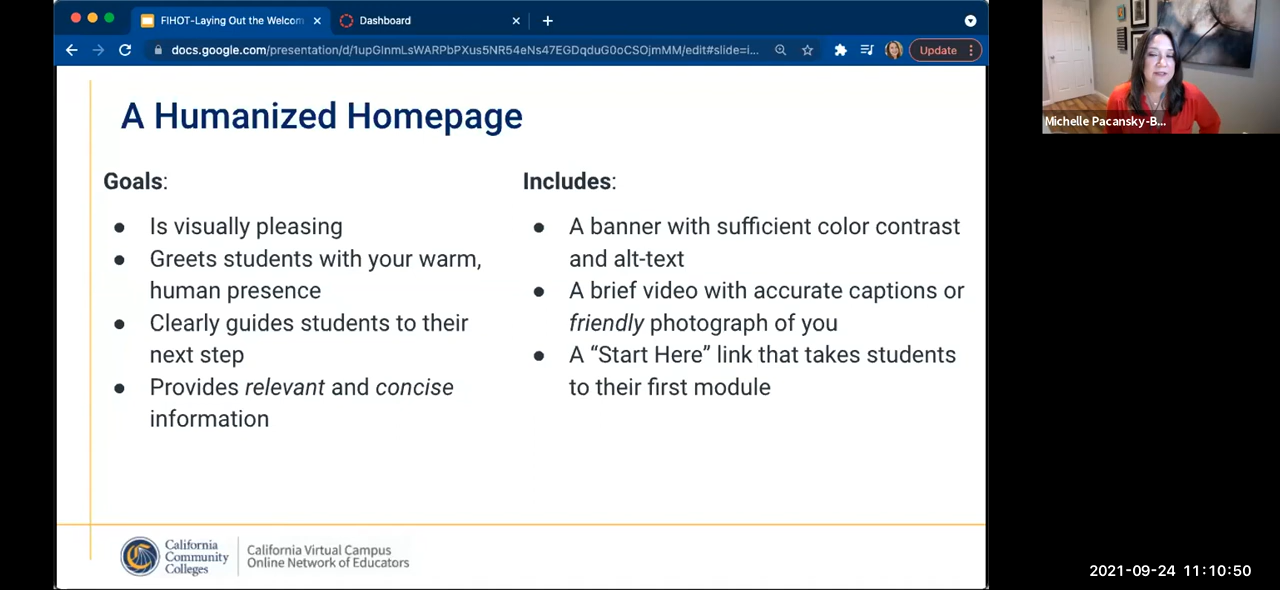 FIHOT-Laying Out the Welcom
Dashboard
docs.google.com/presentation/d/1upGlnmLsWARPbPXus5NR54eNs47EGDqduG0oCSOjmMM/edit#slide=i...
Update
Michelle Pacansky-B...
A Humanized Homepage
Goals:
● Is visually pleasing
● Greets students with your warm,
human presence
● Clearly guides students to their
next step
● Provides relevant and concise
information
Includes:
● A banner with sufficient color contrast
and alt-text
● A brief video with accurate captions or
friendly photograph of you
● A “Start Here” link that takes students
to their first module
California
Community
Colleges
California Virtual Campus
Online Network of Educators
2021-09-24 11:10:50